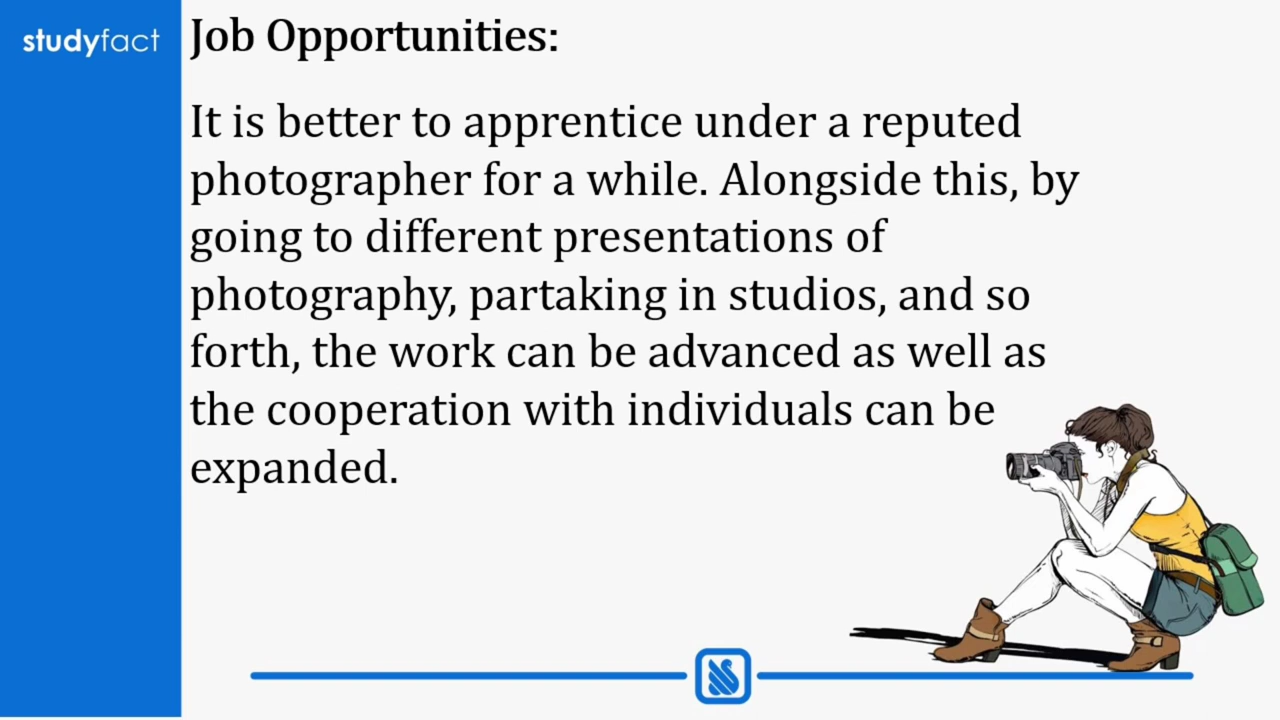 studyfact
Job Opportunities:
It is better to apprentice under a reputed
photographer for a while. Alongside this, by
going to different presentations of
photography, partaking in studios, and so
forth, the work can be advanced as well as
the cooperation with individuals can be
expanded.